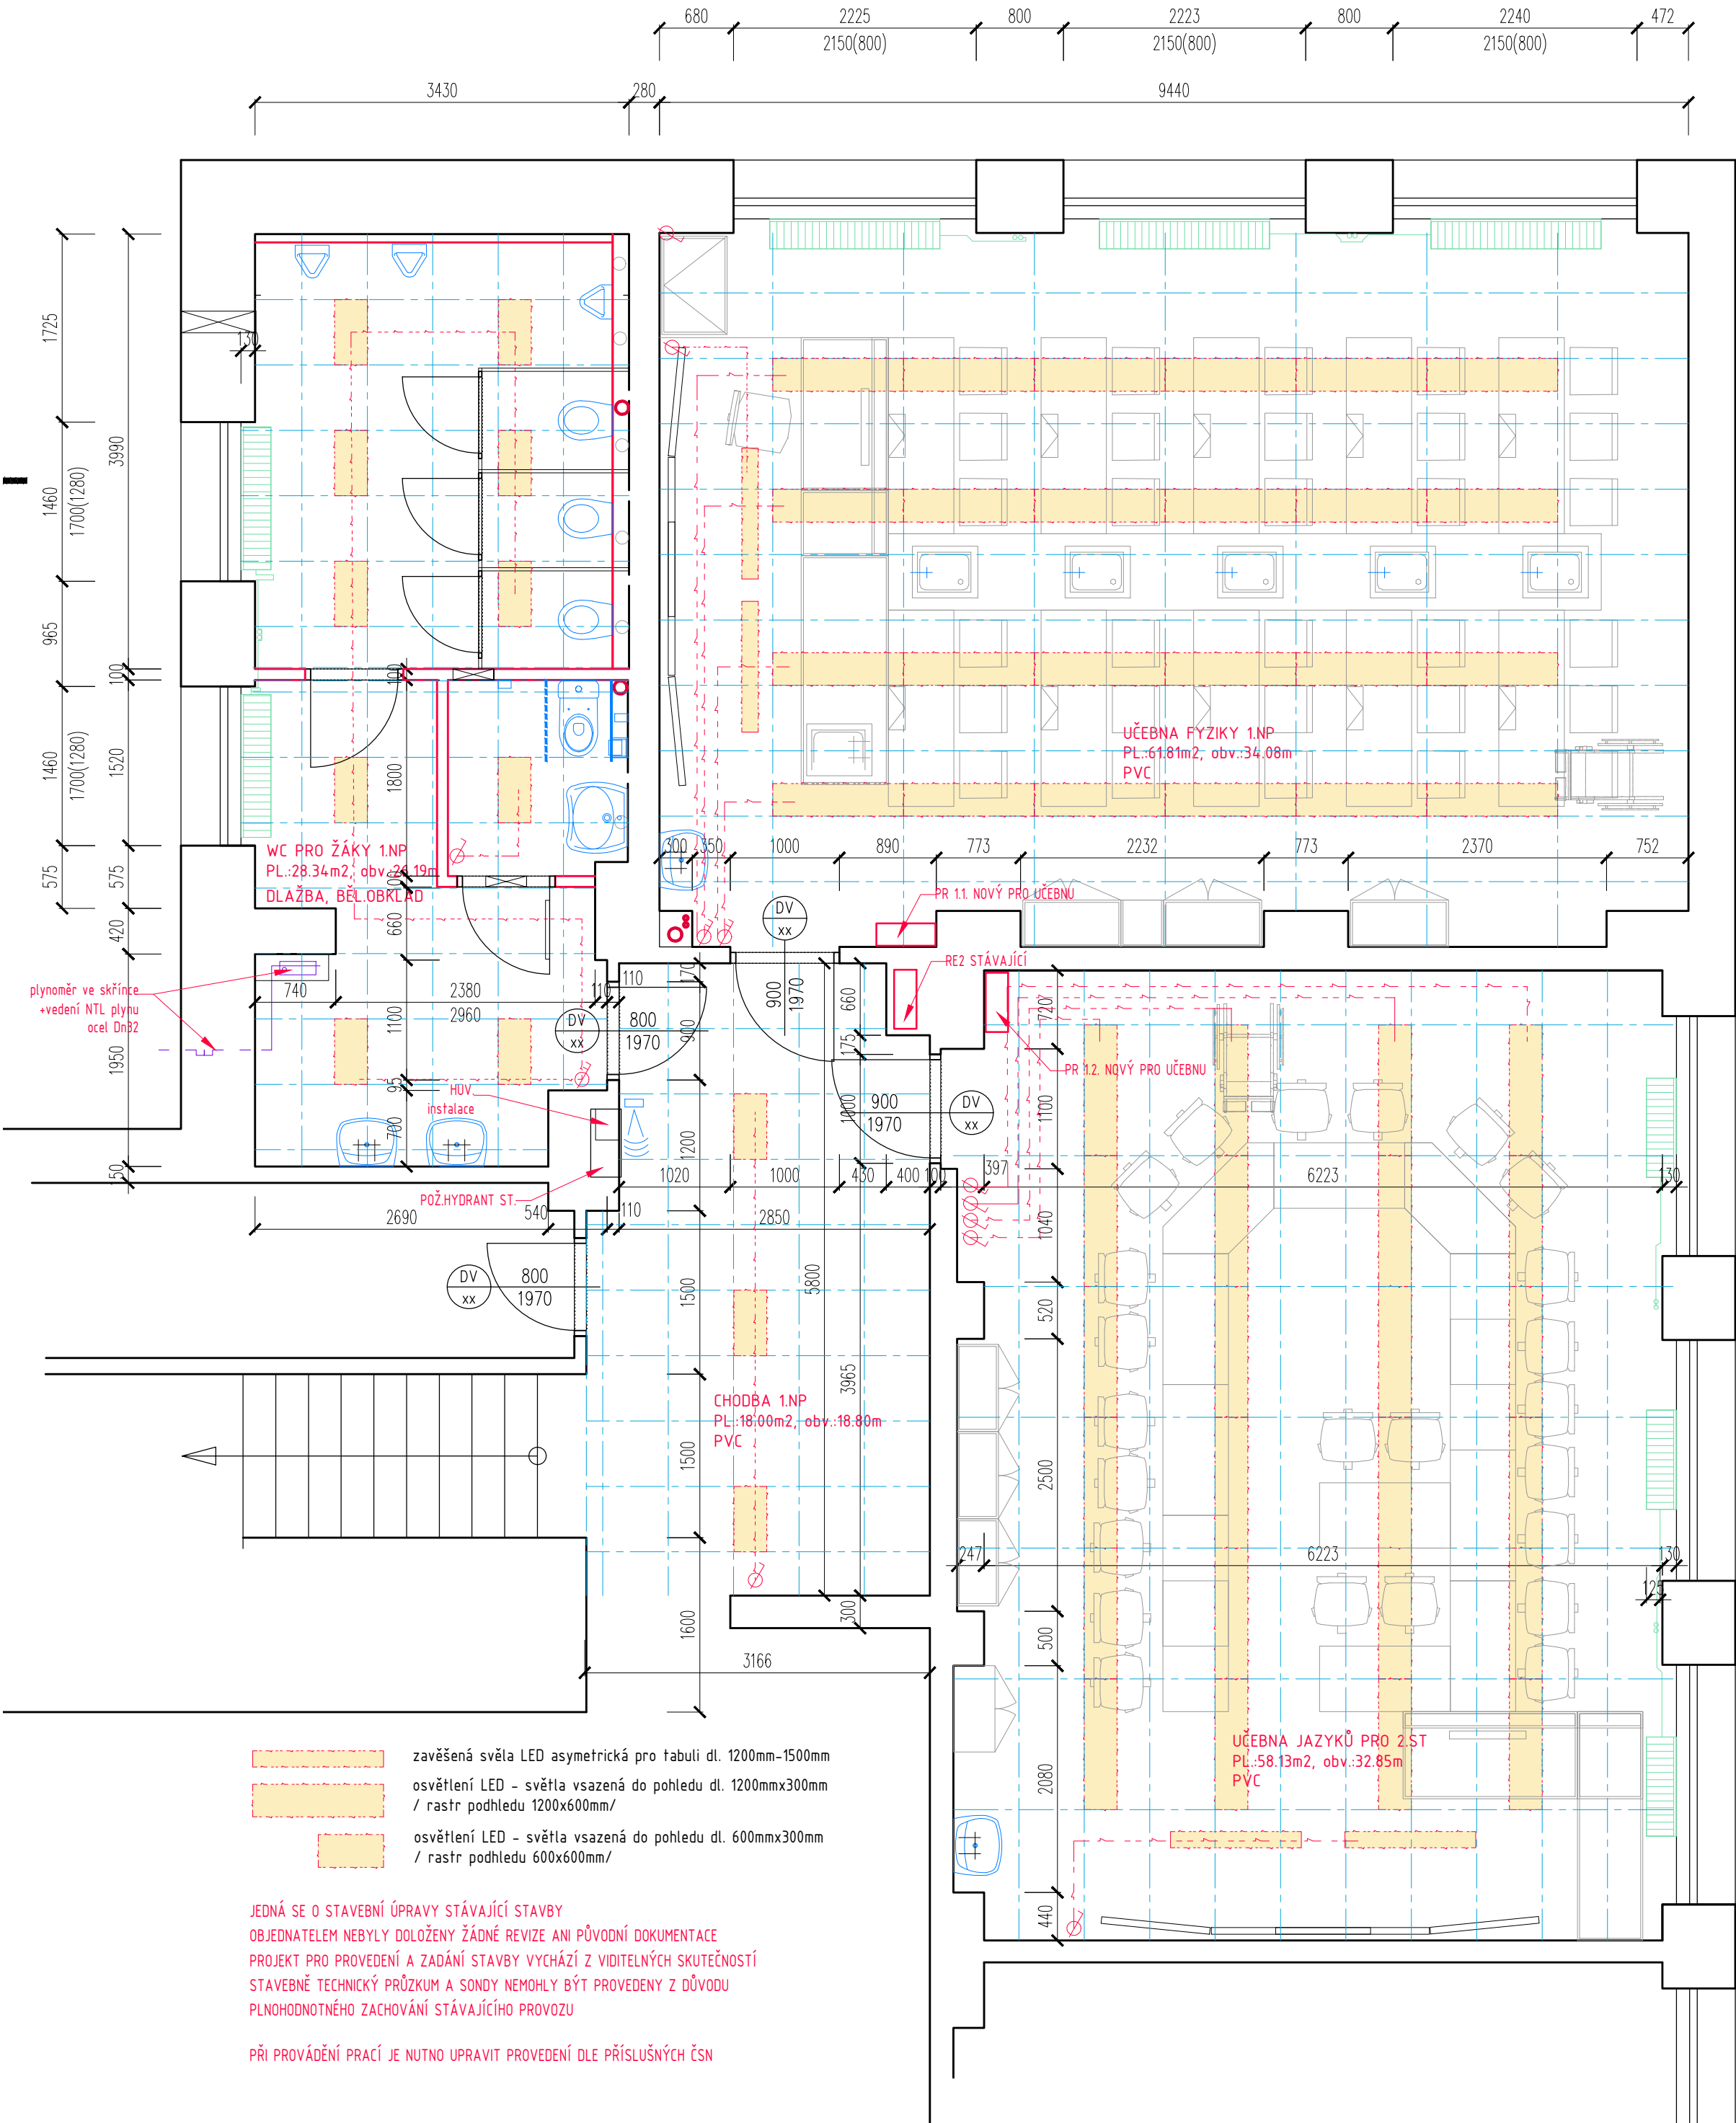 680 2225 800 2223 800 2240 472
2150(800) 2150(800) 2150(800)
3430 280 9440
1725
130
3990
1460
1700(1280)
965
100
100
1460
1700(1280)
1520
1800
UČEBNA FYZIKY 1.NP
PL.:61.81m2, obv.:34.08m
PVC
WC PRO ŽÁKY 1.NP
PL.:28.34m2, obv.:26.19m
DLAŽBA, BĚL.OBKLAD
575
575
420
660
300 350 1000 890 773 2232 773 2370 752
PR 1.1. NOVÝ PRO UČEBNU
DV
xx
RE2 STÁVAJÍCÍ
plynoměr ve skřínce
+vedení NTL plynu
ocel Dn32
740 2380 110 110
2960
170
900
1970
660
720
DV
xx
800
1970
1100
900
1950
175
PR 1.2. NOVÝ PRO UČEBNU
95
HUV
instalace
700
1200
1000
900
1970
DV
xx
1100
150
POŽ.HYDRANT ST.
1020 1000 430 400 100 397
6223 130
2690 540 110 2850
1040
DV
xx
800
1970
1500
5800
520
3965
CHODBA 1.NP
PL.:18.00m2, obv.:18.80m
PVC
1500
2500
247 6223 130
125
1600
300
500
3166
UČEBNA JAZYKŮ PRO 2.ST
PL.:58.13m2, obv.:32.85m
PVC
2080
440
zavěšená svěla LED asymetrická pro tabuli dl. 1200mm-1500mm
osvětlení LED - světla vsazená do pohledu dl. 1200mmx300mm
/ rastr podhledu 1200x600mm/
osvětlení LED - světla vsazená do pohledu dl. 600mmx300mm
/ rastr podhledu 600x600mm/
JEDNÁ SE O STAVEBNÍ ÚPRAVY STÁVAJÍCÍ STAVBY
OBJEDNATELEM NEBYLY DOLOŽENY ŽÁDNÉ REVIZE ANI PŮVODNÍ DOKUMENTACE
PROJEKT PRO PROVEDENÍ A ZADÁNÍ STAVBY VYCHÁZÍ Z VIDITELNÝCH SKUTEČNOSTÍ
STAVEBNĚ TECHNICKÝ PRŮZKUM A SONDY NEMOHLY BÝT PROVEDENY Z DŮVODU
PLNOHODNOTNÉHO ZACHOVÁNÍ STÁVAJÍCÍHO PROVOZU
PŘI PROVÁDĚNÍ PRACÍ JE NUTNO UPRAVIT PROVEDENÍ DLE PŘÍSLUŠNÝCH ČSN